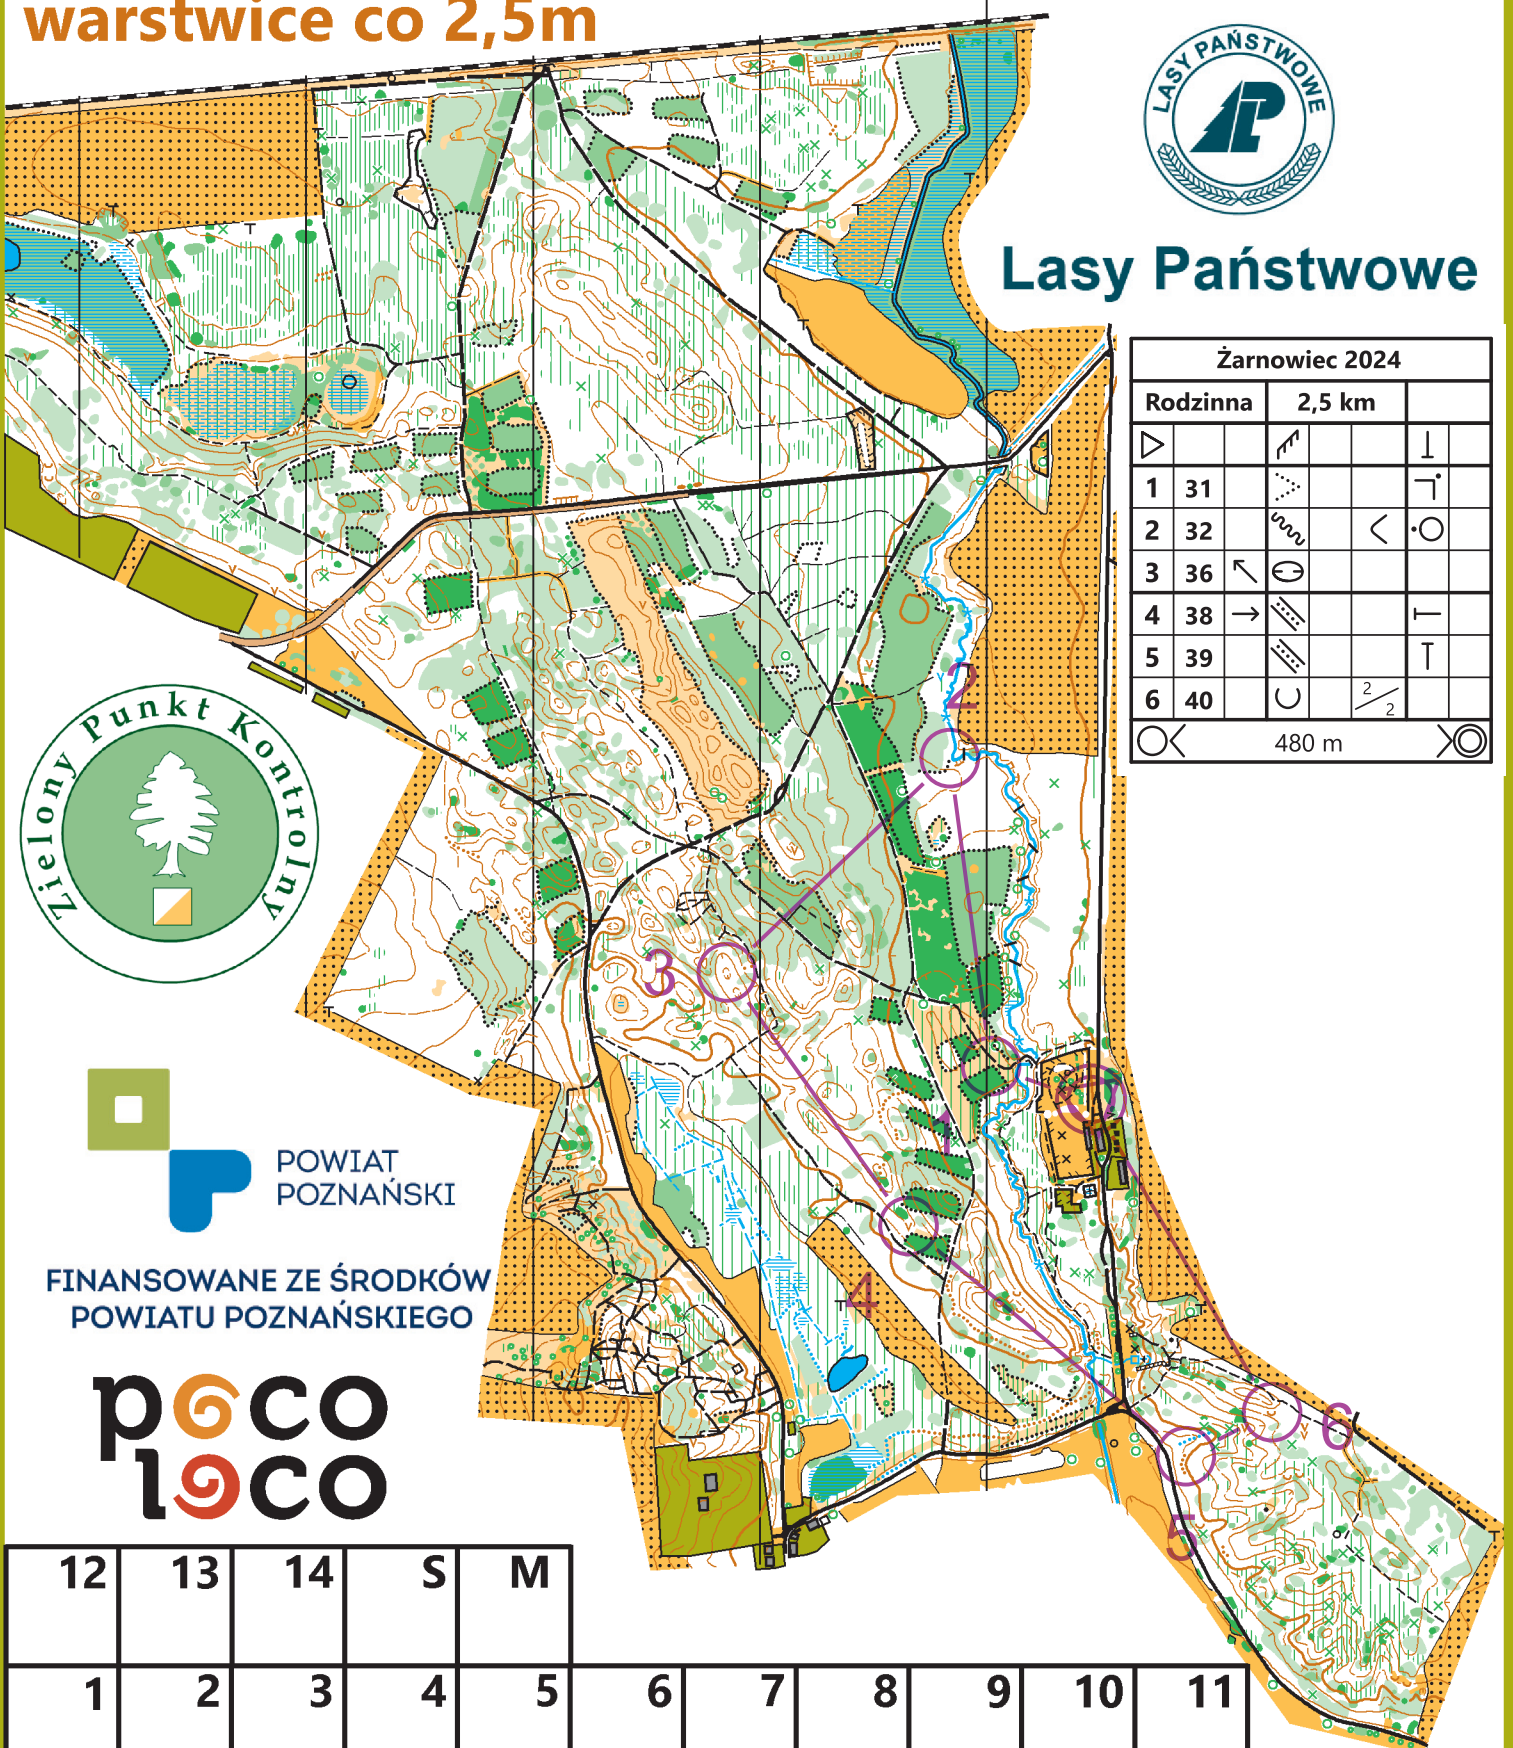 warstwice co 2,5m
LASY PAŃSTWOWE
Lasy Państwowe
Żarnowiec 2024
Rodzinna 2,5 km
1 31
2 32
3 36
4 38
5 39
6 40 2/2
480 m
2
3
1
4
6
5
Zielony Punkt Kontrolny
POWIAT
POZNAŃSKI
FINANSOWANE ZE ŚRODKÓW
POWIATU POZNAŃSKIEGO
poco
loco
12 13 14 S M
1 2 3 4 5 6 7 8 9 10 11